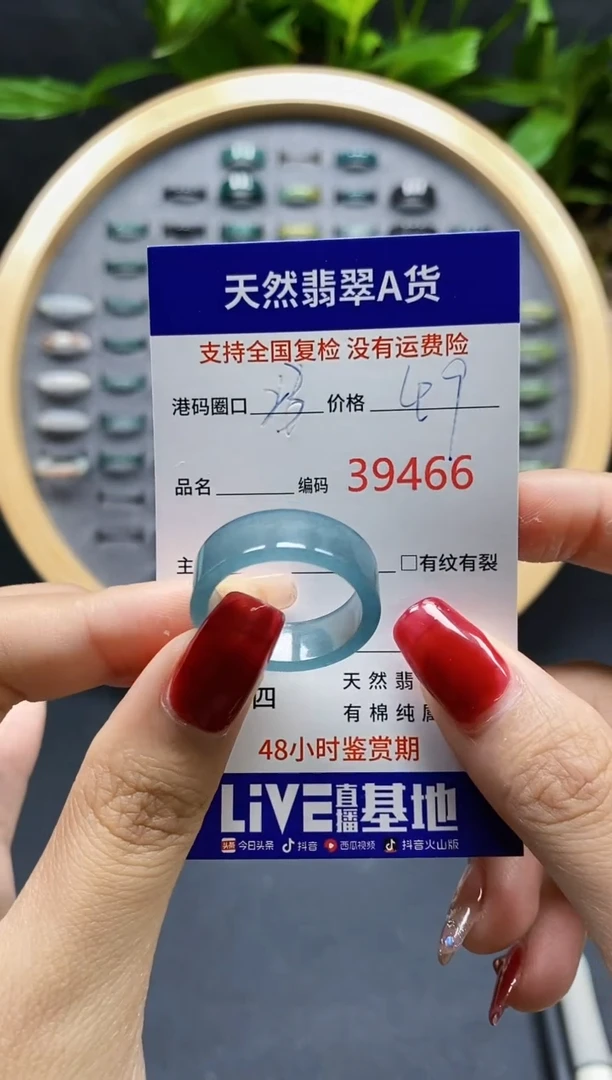 天然翡翠A货
支持全国复检 没有运费险
港码圈口 价格 49
品名 编码 39466
主 □有纹有裂
四 天然翡
有棉纯
48小时鉴赏期
LiVE直播基地
头条 今日头条 抖音 西瓜视频 抖音火山版